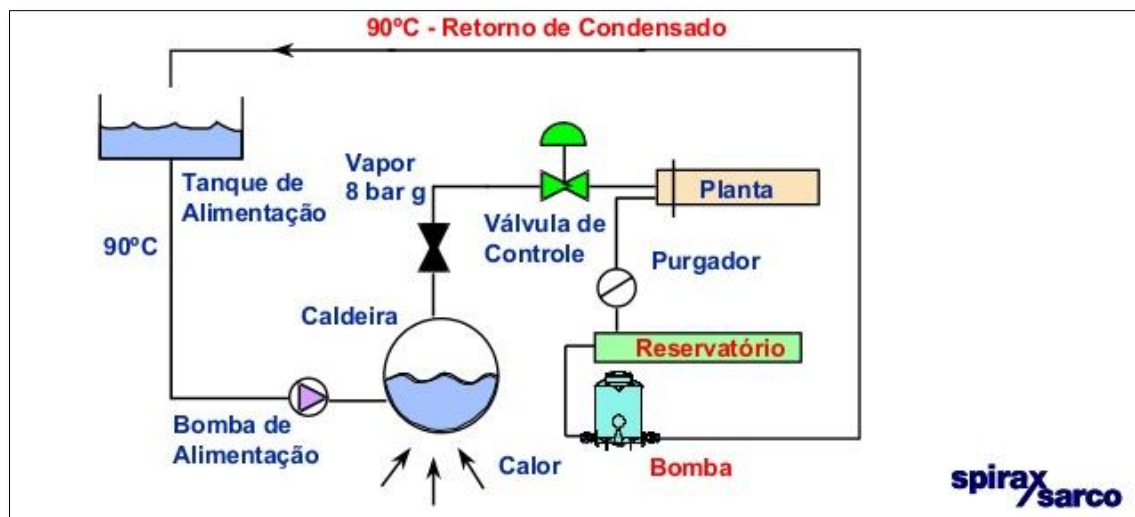 90ºC - Retorno de Condensado
Tanque de
Alimentação
90ºC
Vapor
8 bar g
Válvula de
Controle
Planta
Purgador
Caldeira
Reservatório
Bomba de
Alimentação
Calor
Bomba
spirax
sarco